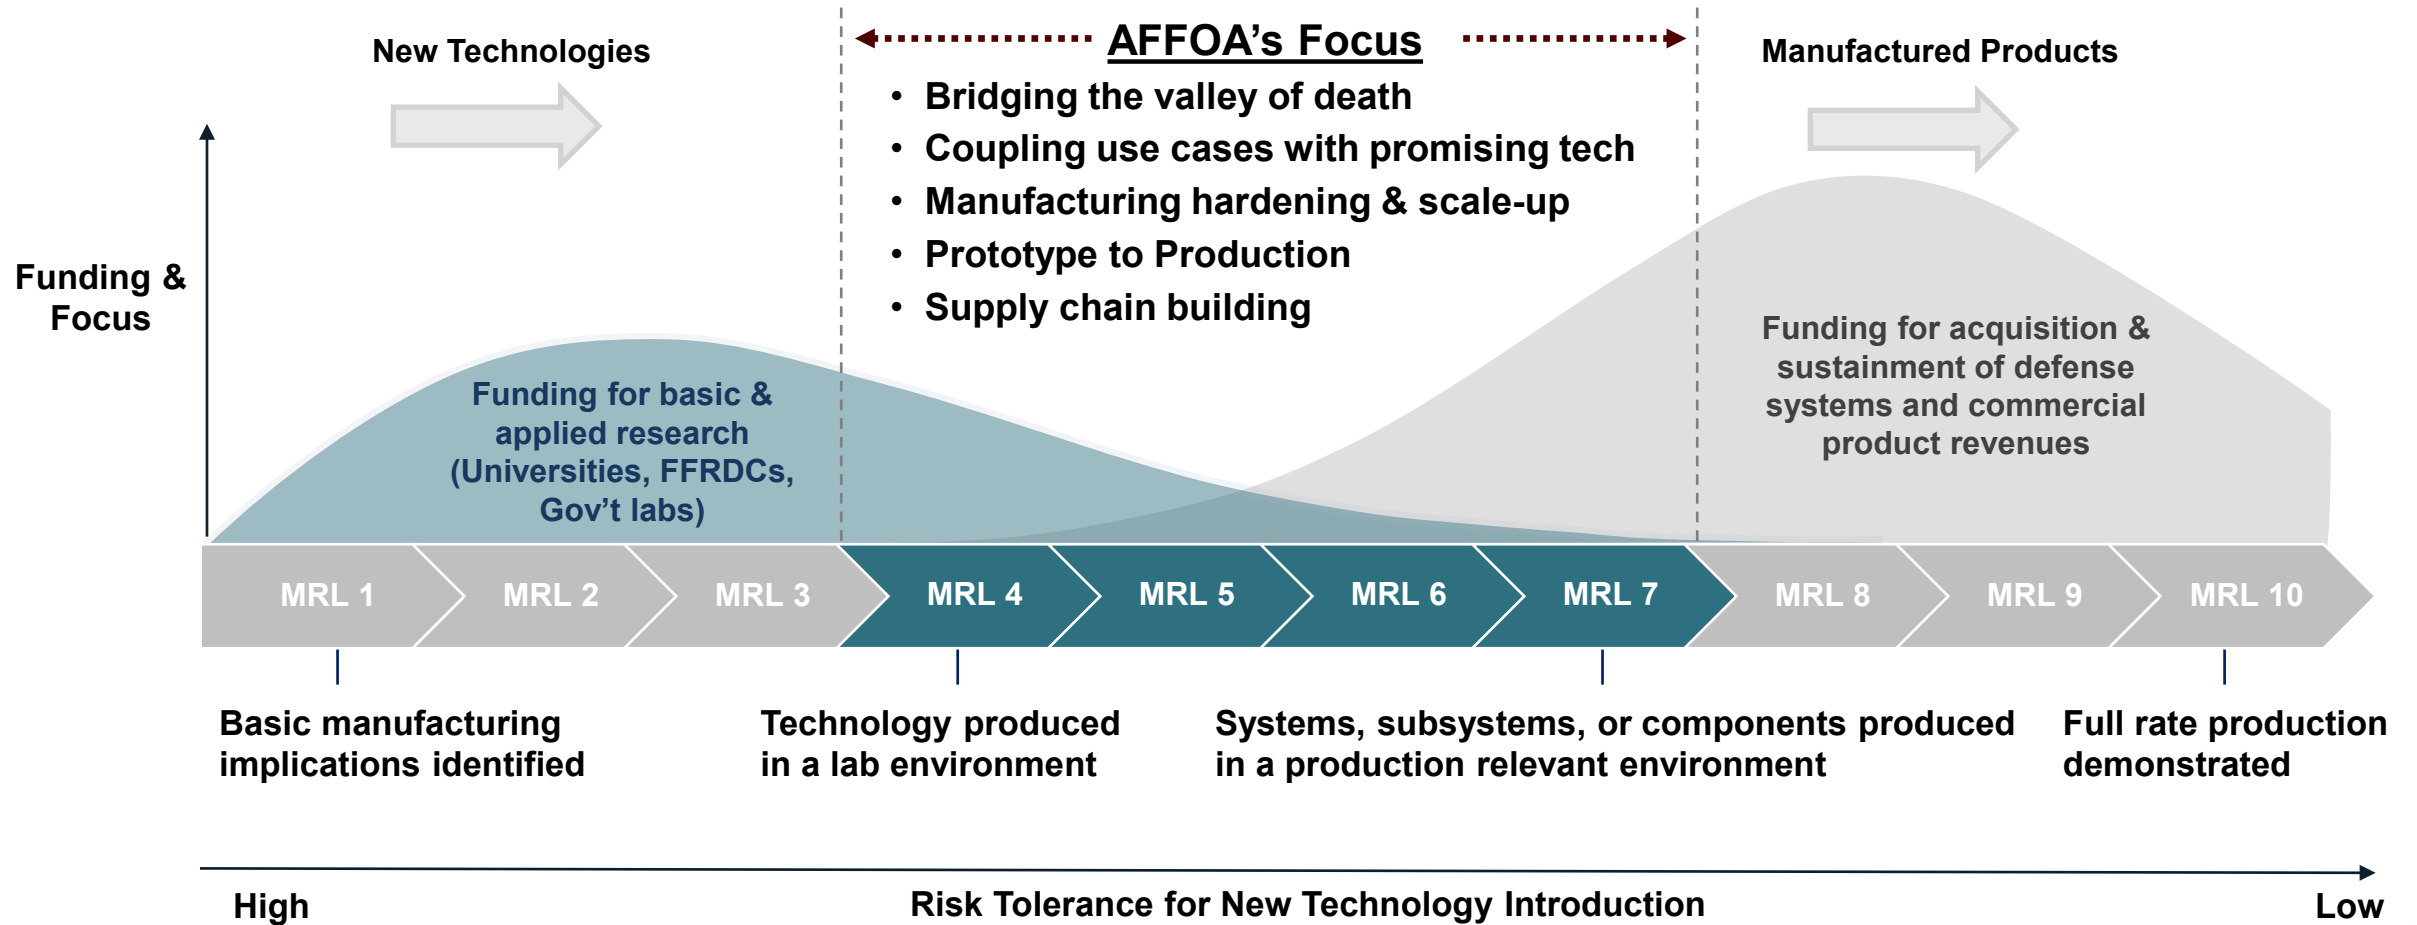 New Technologies
AFFOA’s Focus
Manufactured Products
• Bridging the valley of death
• Coupling use cases with promising tech
• Manufacturing hardening & scale-up
• Prototype to Production
• Supply chain building
Funding &
Focus
Funding for basic &
applied research
(Universities, FFRDCs,
Gov’t labs)
Funding for acquisition &
sustainment of defense
systems and commercial
product revenues
MRL 1
MRL 2
MRL 3
MRL 4
MRL 5
MRL 6
MRL 7
MRL 8
MRL 9
MRL 10
Basic manufacturing
implications identified
Technology produced
in a lab environment
Systems, subsystems, or components produced
in a production relevant environment
Full rate production
demonstrated
High
Risk Tolerance for New Technology Introduction
Low